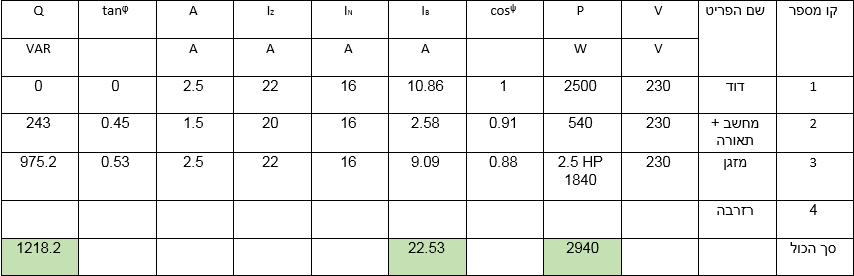 קו מספר שם הפריט V P cosᵠ I_B I_N I_Z A tanᵠ Q
V W A A A A VAR
1 דוד 230 2500 1 10.86 16 22 2.5 0 0
2 מחשב + תאורה 230 540 0.91 2.58 16 20 1.5 0.45 243
3 מזגן 230 2.5 HP 1840 0.88 9.09 16 22 2.5 0.53 975.2
4 רזרבה
סך הכול 2940 22.53 1218.2